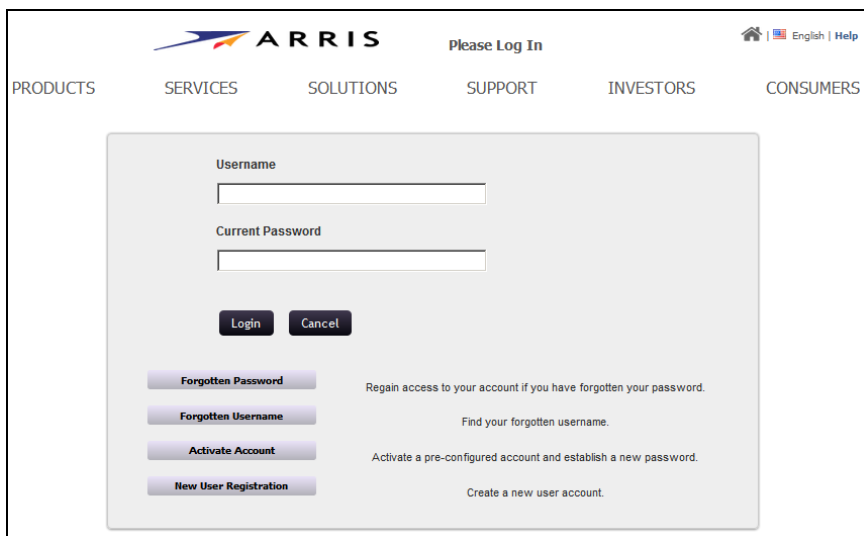 ARRIS
Please Log In
| English | Help
PRODUCTS SERVICES SOLUTIONS SUPPORT INVESTORS CONSUMERS
Username
Current Password
Login Cancel
Forgotten Password Regain access to your account if you have forgotten your password.
Forgotten Username Find your forgotten username.
Activate Account Activate a pre-configured account and establish a new password.
New User Registration Create a new user account.